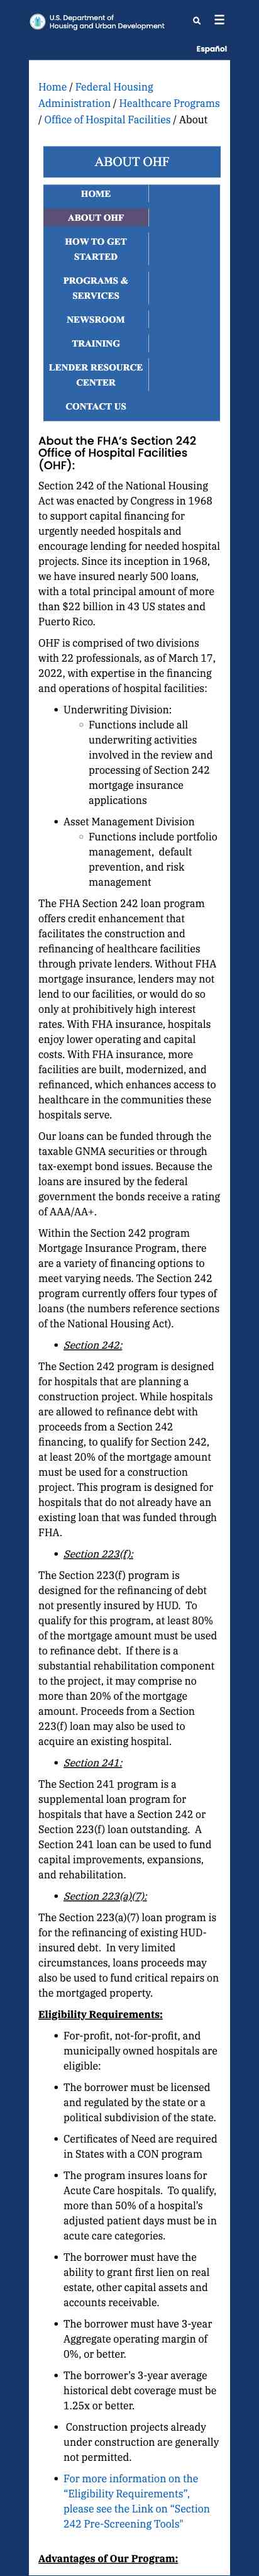 U.S. Department of
Housing and Urban Development
Español
Home / Federal Housing
Administration / Healthcare Programs
/ Office of Hospital Facilities / About
ABOUT OHF
HOME
ABOUT OHF
HOW TO GET
STARTED
PROGRAMS &
SERVICES
NEWSROOM
TRAINING
LENDER RESOURCE
CENTER
CONTACT US
About the FHA's Section 242
Office of Hospital Facilities
(OHF):
Section 242 of the National Housing
Act was enacted by Congress in 1968
to support capital financing for
urgently needed hospitals and
encourage lending for needed hospital
projects. Since its inception in 1968,
we have insured nearly 500 loans,
with a total principal amount of more
than $22 billion in 43 US states and
Puerto Rico.
OHF is comprised of two divisions
with 22 professionals, as of March 17,
2022, with expertise in the financing
and operations of hospital facilities:
• Underwriting Division:
◦ Functions include all
underwriting activities
involved in the review and
processing of Section 242
mortgage insurance
applications
• Asset Management Division
◦ Functions include portfolio
management, default
prevention, and risk
management
The FHA Section 242 loan program
offers credit enhancement that
facilitates the construction and
refinancing of healthcare facilities
through private lenders. Without FHA
mortgage insurance, lenders may not
lend to our facilities, or would do so
only at prohibitively high interest
rates. With FHA insurance, hospitals
enjoy lower operating and capital
costs. With FHA insurance, more
facilities are built, modernized, and
refinanced, which enhances access to
healthcare in the communities these
hospitals serve.
Our loans can be funded through the
taxable GNMA securities or through
tax-exempt bond issues. Because the
loans are insured by the federal
government the bonds receive a rating
of AAA/AA+.
Within the Section 242 program
Mortgage Insurance Program, there
are a variety of financing options to
meet varying needs. The Section 242
program currently offers four types of
loans (the numbers reference sections
of the National Housing Act).
• Section 242:
The Section 242 program is designed
for hospitals that are planning a
construction project. While hospitals
are allowed to refinance debt with
proceeds from a Section 242
financing, to qualify for Section 242,
at least 20% of the mortgage amount
must be used for a construction
project. This program is designed for
hospitals that do not already have an
existing loan that was funded through
FHA.
• Section 223(f):
The Section 223(f) program is
designed for the refinancing of debt
not presently insured by HUD. To
qualify for this program, at least 80%
of the mortgage amount must be used
to refinance debt. If there is a
substantial rehabilitation component
to the project, it may comprise no
more than 20% of the mortgage
amount. Proceeds from a Section
223(f) loan may also be used to
acquire an existing hospital.
• Section 241:
The Section 241 program is a
supplemental loan program for
hospitals that have a Section 242 or
Section 223(f) loan outstanding. A
Section 241 loan can be used to fund
capital improvements, expansions,
and rehabilitation.
• Section 223(a)(7):
The Section 223(a)(7) loan program is
for the refinancing of existing HUD-
insured debt. In very limited
circumstances, loans proceeds may
also be used to fund critical repairs on
the mortgaged property.
Eligibility Requirements:
• For-profit, not-for-profit, and
municipally owned hospitals are
eligible:
• The borrower must be licensed
and regulated by the state or a
political subdivision of the state.
• Certificates of Need are required
in States with a CON program
• The program insures loans for
Acute Care hospitals. To qualify,
more than 50% of a hospital's
adjusted patient days must be in
acute care categories.
• The borrower must have the
ability to grant first lien on real
estate, other capital assets and
accounts receivable.
• The borrower must have 3-year
Aggregate operating margin of
0%, or better.
• The borrower's 3-year average
historical debt coverage must be
1.25x or better.
• Construction projects already
under construction are generally
not permitted.
• For more information on the
"Eligibility Requirements",
please see the Link on "Section
242 Pre-Screening Tools"
Advantages of Our Program: